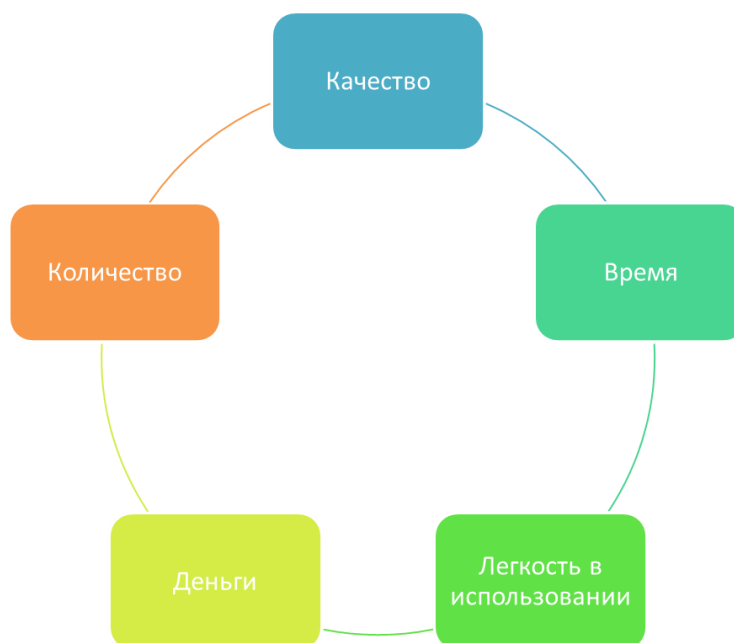 Качество
Время
Легкость в
использовании
Деньги
Количество